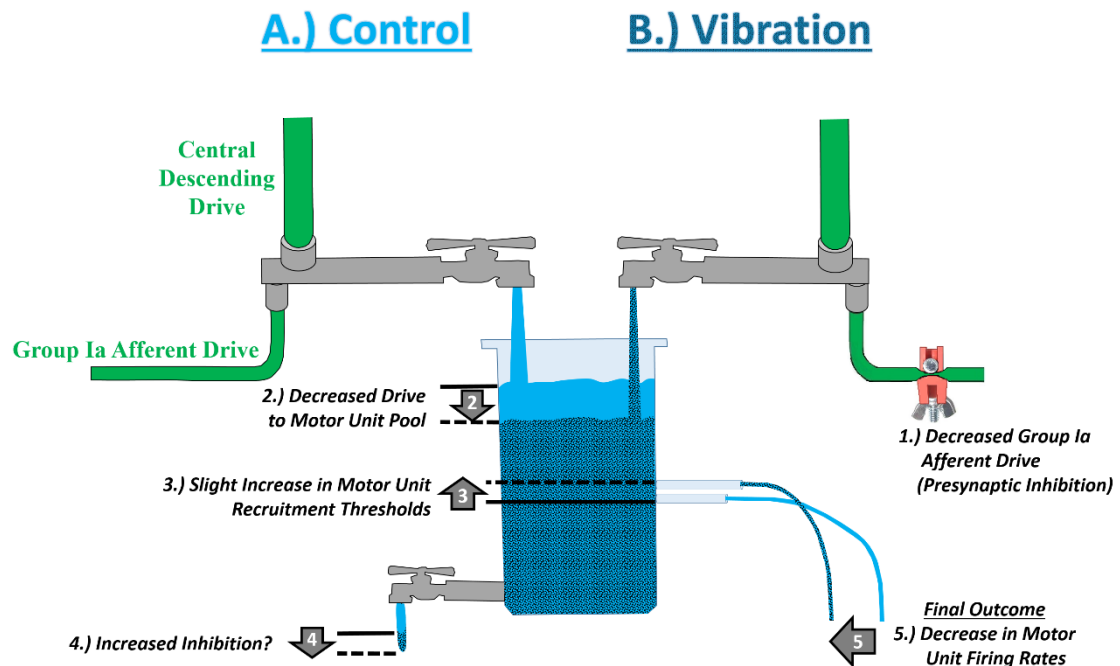 A.) Control
B.) Vibration
Central
Descending
Drive
Group Ia Afferent Drive
2.) Decreased Drive
to Motor Unit Pool
2
1.) Decreased Group Ia
Afferent Drive
(Presynaptic Inhibition)
3.) Slight Increase in Motor Unit
Recruitment Thresholds
3
4.) Increased Inhibition?
4
Final Outcome
5.) Decrease in Motor
Unit Firing Rates
5